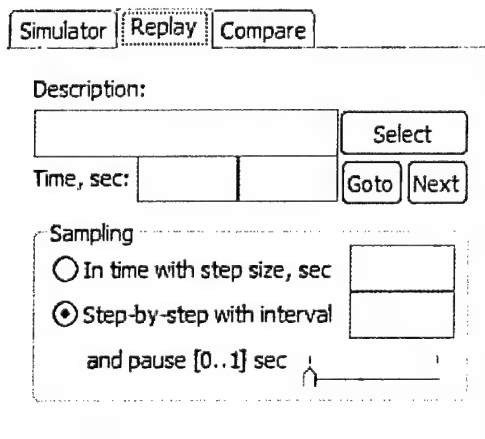 Simulator Replay Compare
Description:
Select
Time, sec: Goto Next
Sampling
In time with step size, sec
Step-by-step with interval
and pause [0..1] sec